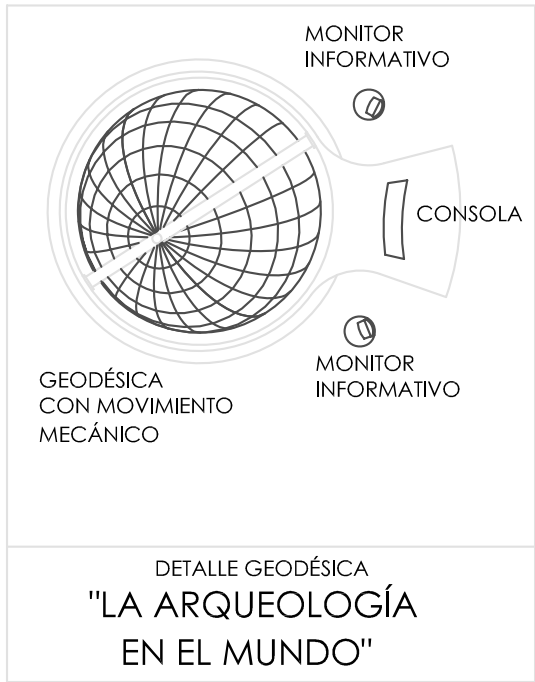 MONITOR
INFORMATIVO
CONSOLA
MONITOR
INFORMATIVO
GEODÉSICA
CON MOVIMIENTO
MECÁNICO
DETALLE GEODÉSICA
"LA ARQUEOLOGÍA
EN EL MUNDO"